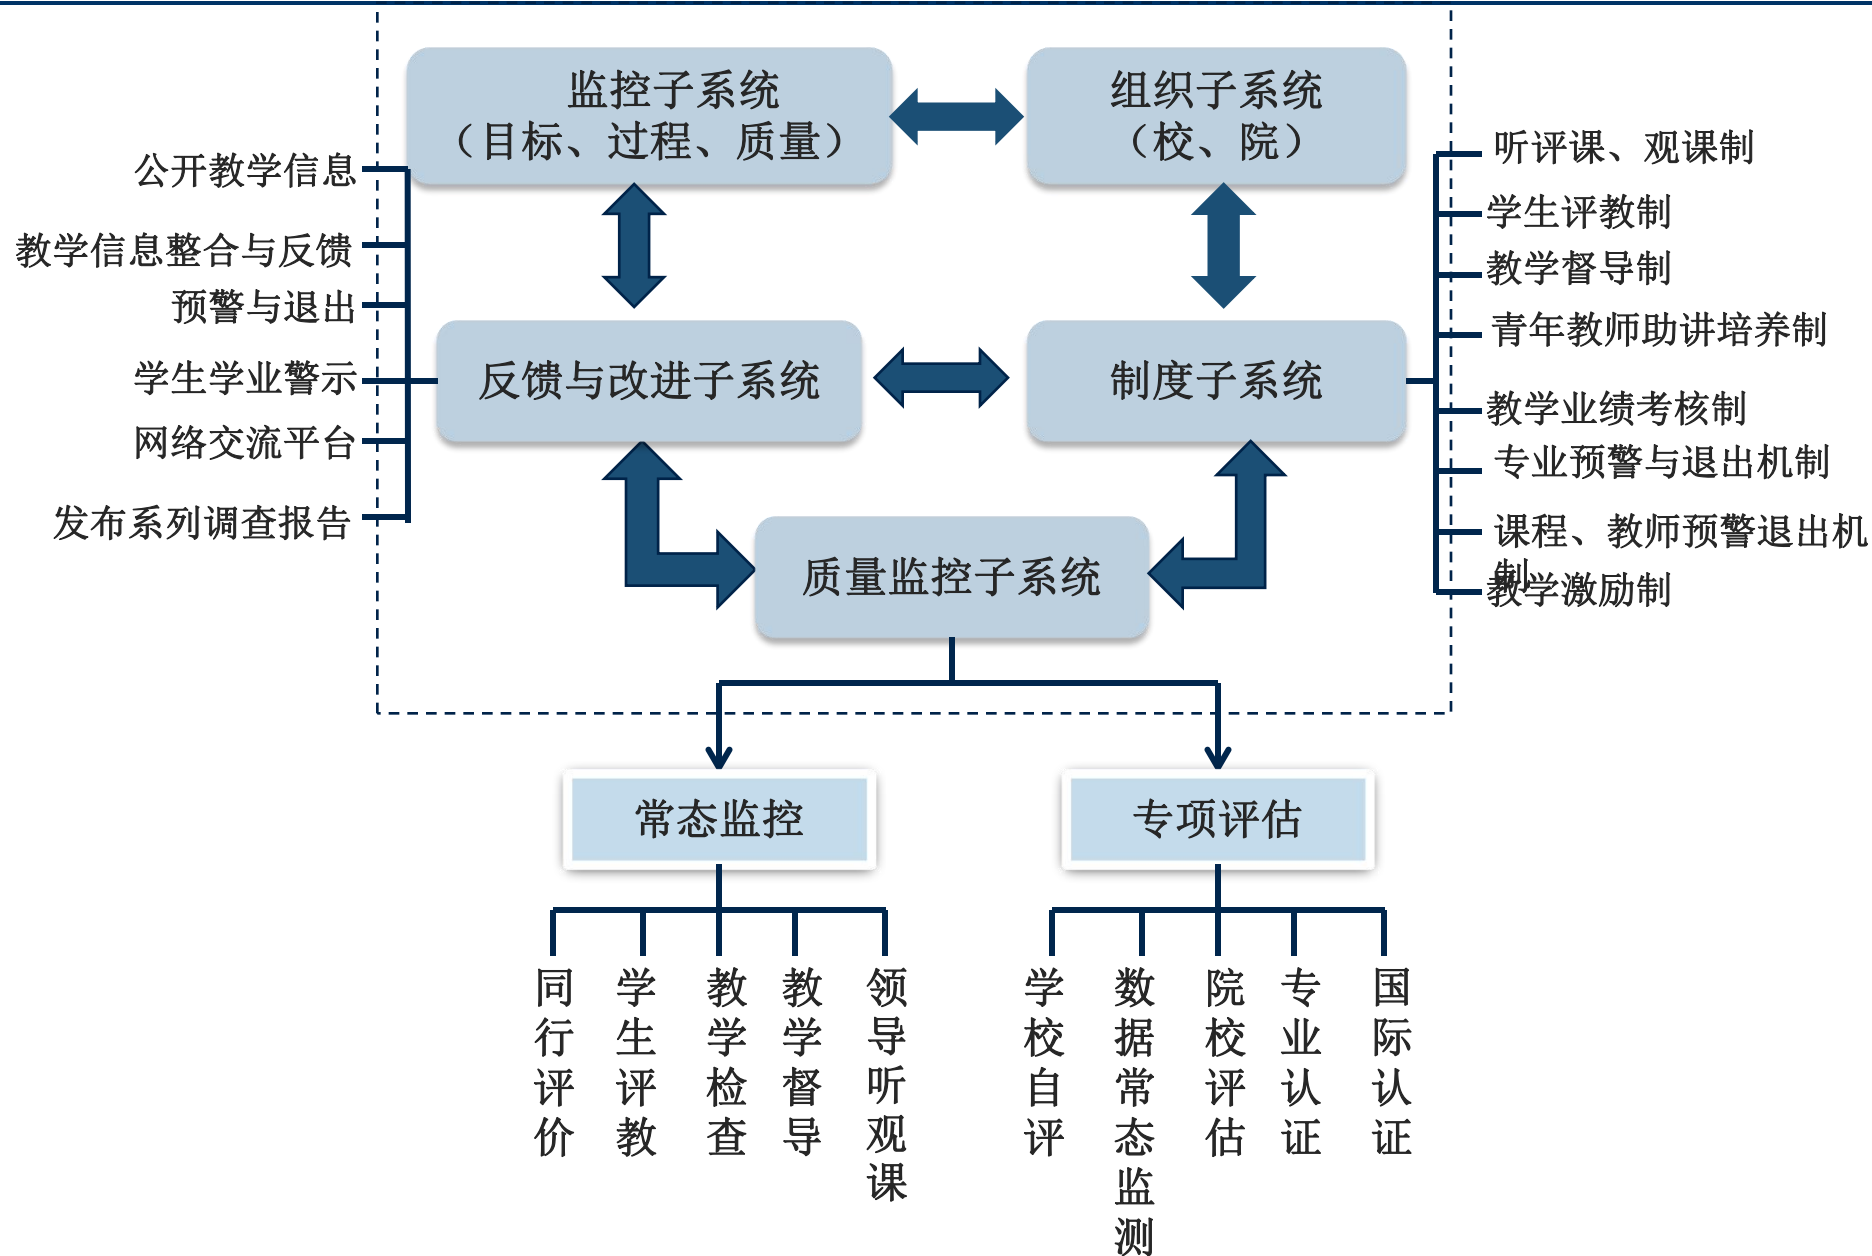 监控子系统
（目标、过程、质量）
组织子系统
（校、院）
公开教学信息
教学信息整合与反馈
预警与退出
学生学业警示
网络交流平台
发布系列调查报告
反馈与改进子系统
制度子系统
质量监控子系统
听评课、观课制
学生评教制
教学督导制
青年教师助讲培养制
教学业绩考核制
专业预警与退出机制
课程、教师预警退出机
制
教学激励制
常态监控
专项评估
同行评价
学生评教
教学检查
教学督导
领导听观课
学校自评
数据常态监测
院校评估
专业认证
国际认证